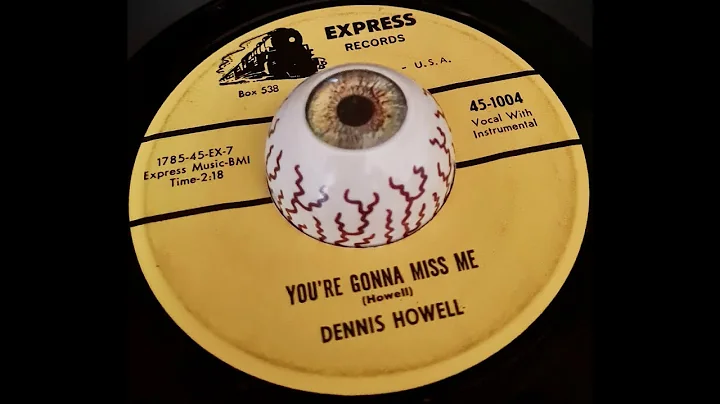 EXPRESS
RECORDS
- U.S.A.
Box 538
45-1004
Vocal With
Instrumental
1785-45-EX-7
Express Music-BMI
Time-2:18
YOU'RE GONNA MISS ME
(Howell)
DENNIS HOWELL